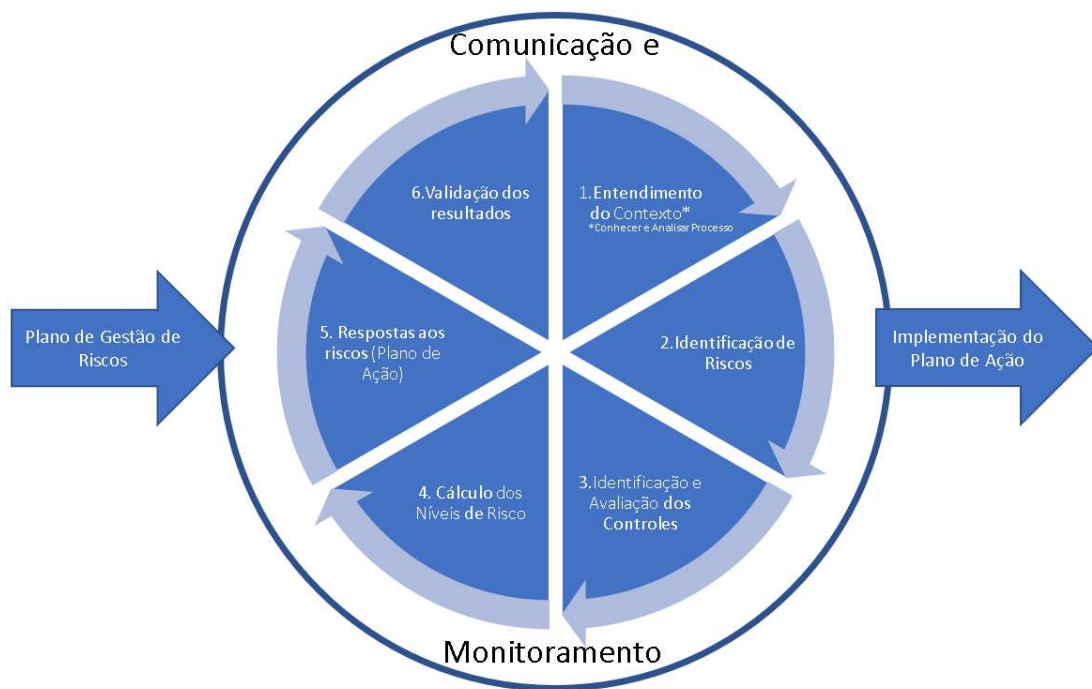 Comunicação e
6.Validação dos
resultados
1.Entendimento
do Contexto*
*Conhecer e Analisar Processo
Plano de Gestão de
Riscos
5. Respostas aos
riscos (Plano de
Ação)
2.Identificação de
Riscos
Implementação do
Plano de Ação
4. Cálculo dos
Níveis de Risco
3.Identificação e
Avaliação dos
Controles
Monitoramento